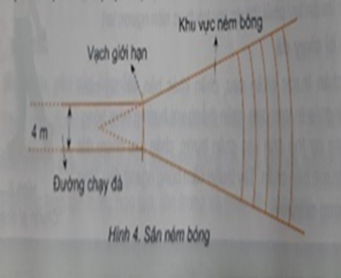 Khu vực ném bóng
Vạch giới hạn
4 m
Đường chạy đà
Hình 4. Sân ném bóng